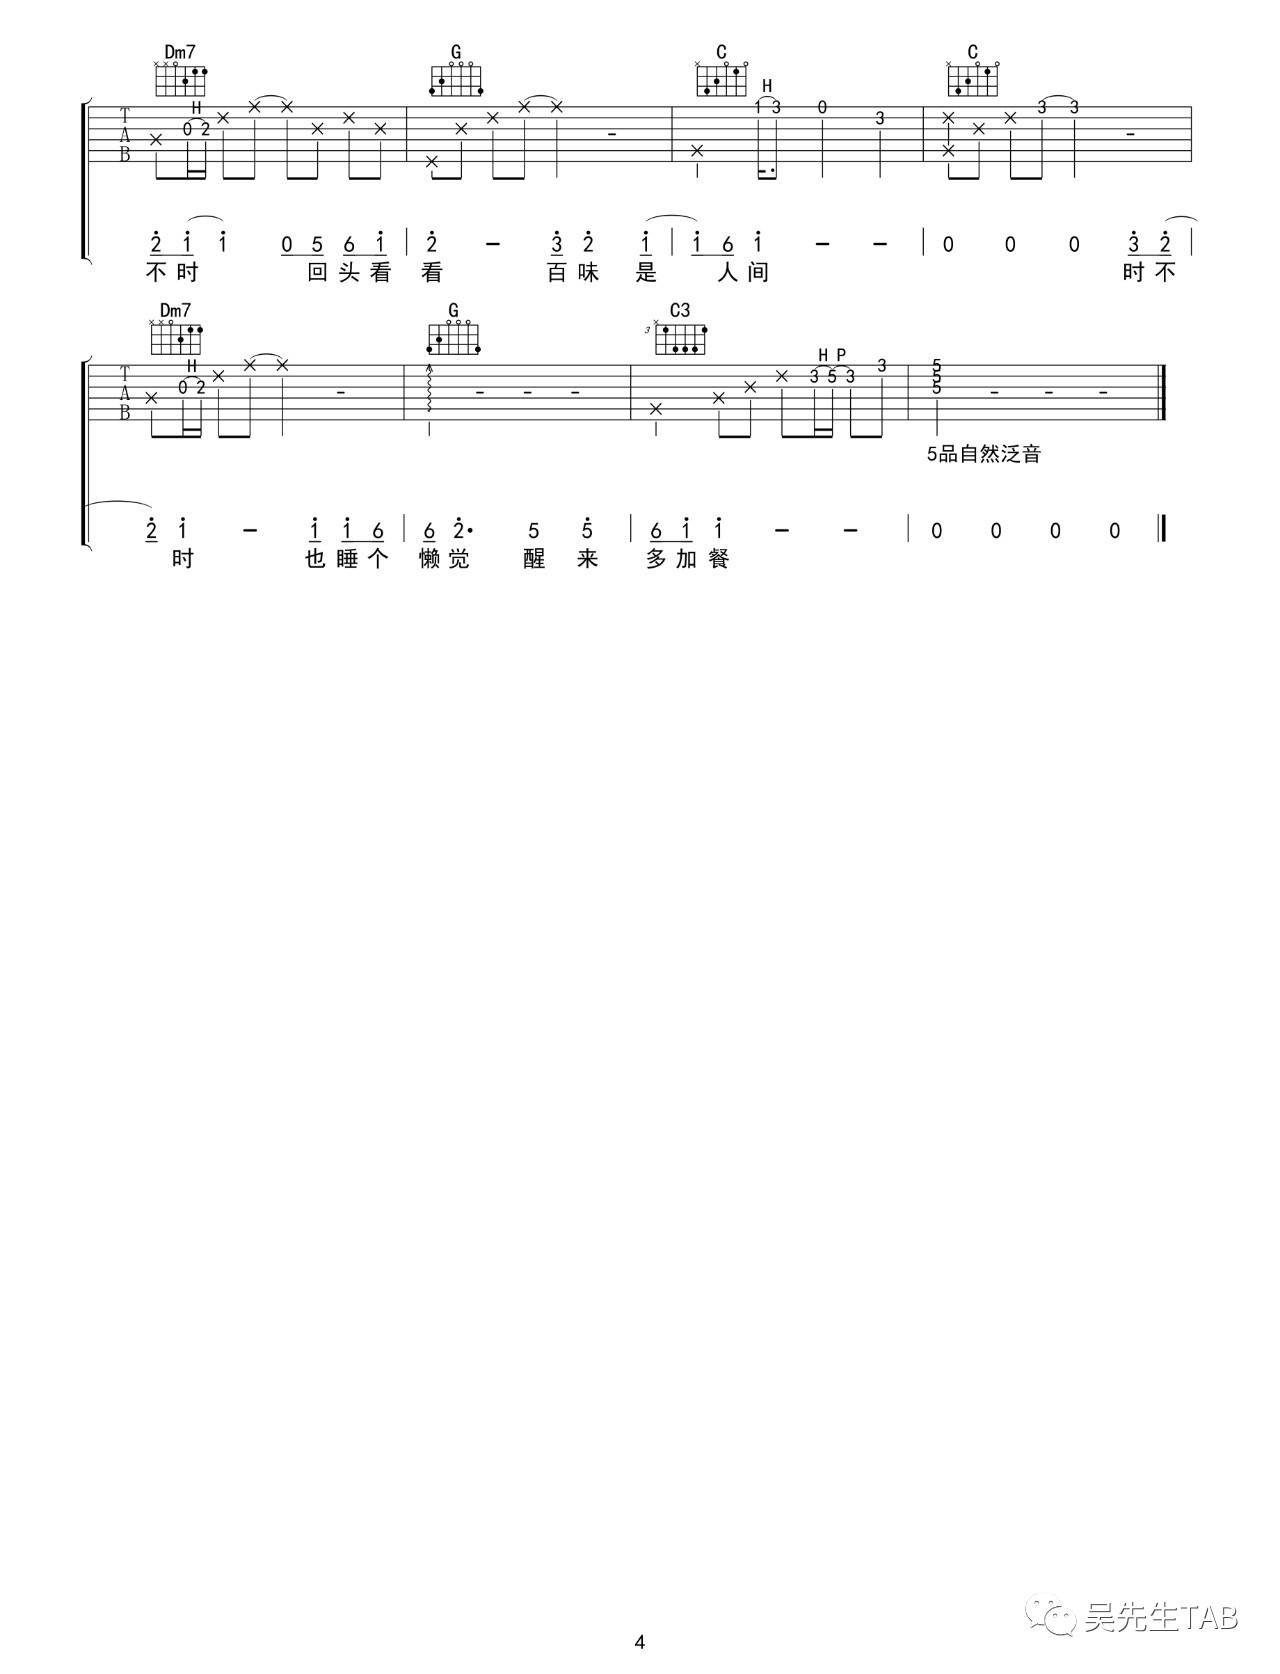 Dm7 G C C
H H
T 0 2 1 3 0 3 3 3
A
B
2 1 1 0 5 6 1 2 - 3 2 1 1 6 1 - - 0 0 0 3 2
不时 回头看 看 百味 是 人间 时不
Dm7 G C3
3
H H P
T 0 2 - - - - 3 5 3 3 5 5 5 - - -
A
B
5品自然泛音
2 1 - 1 1 6 6 2· 5 5 6 1 1 - - 0 0 0 0
时 也睡个 懒觉 醒 来 多加餐
吴先生TAB
4